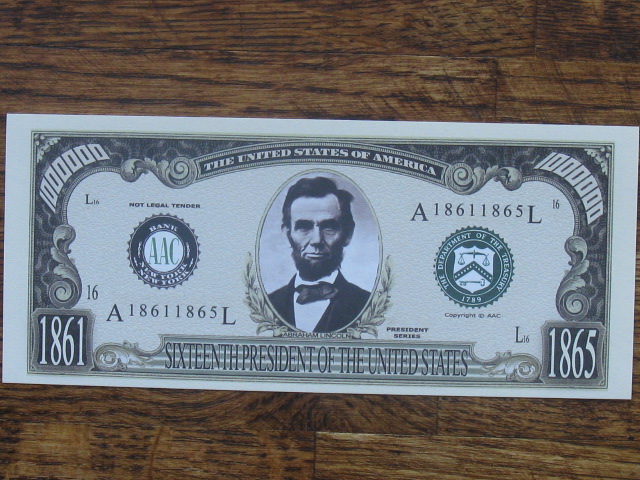 THE UNITED STATES OF AMERICA
1000000
1000000
L16
NOT LEGAL TENDER
A18611865L
16
BANK
AAC
NEW YORK
THE DEPARTMENT OF THE TREASURY
1789
16
A18611865L
Copyright © AAC
ABRAHAM LINCOLN
PRESIDENT
SERIES
L16
1861
SIXTEENTH PRESIDENT OF THE UNITED STATES
1865